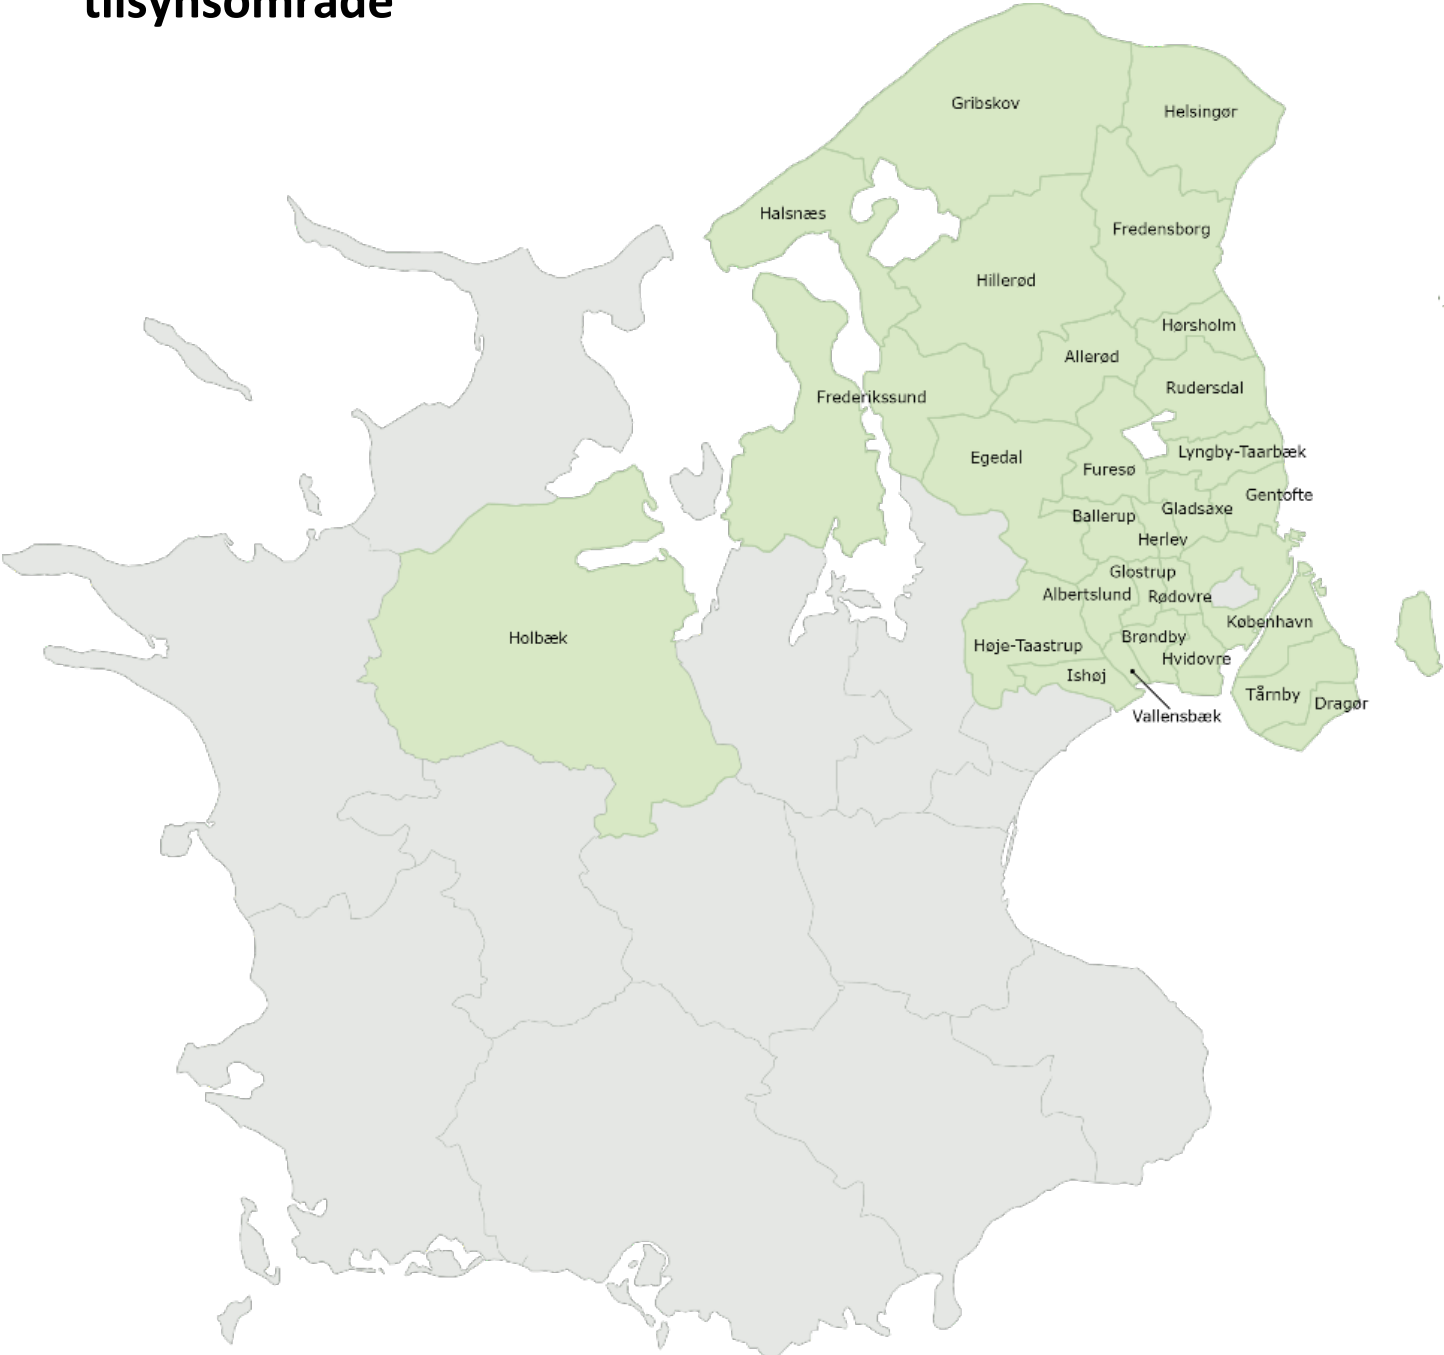 tilsynsområde
Gribskov
Helsingør
Halsnæs
Fredensborg
Hillerød
Hørsholm
Allerød
Rudersdal
Frederikssund
Lyngby-Taarbæk
Egedal
Furesø
Gentofte
Gladsaxe
Ballerup
Herlev
Glostrup
Albertslund
Rødovre
København
Holbæk
Brøndby
Høje-Taastrup
Hvidovre
Ishøj
Tårnby
Dragør
Vallensbæk